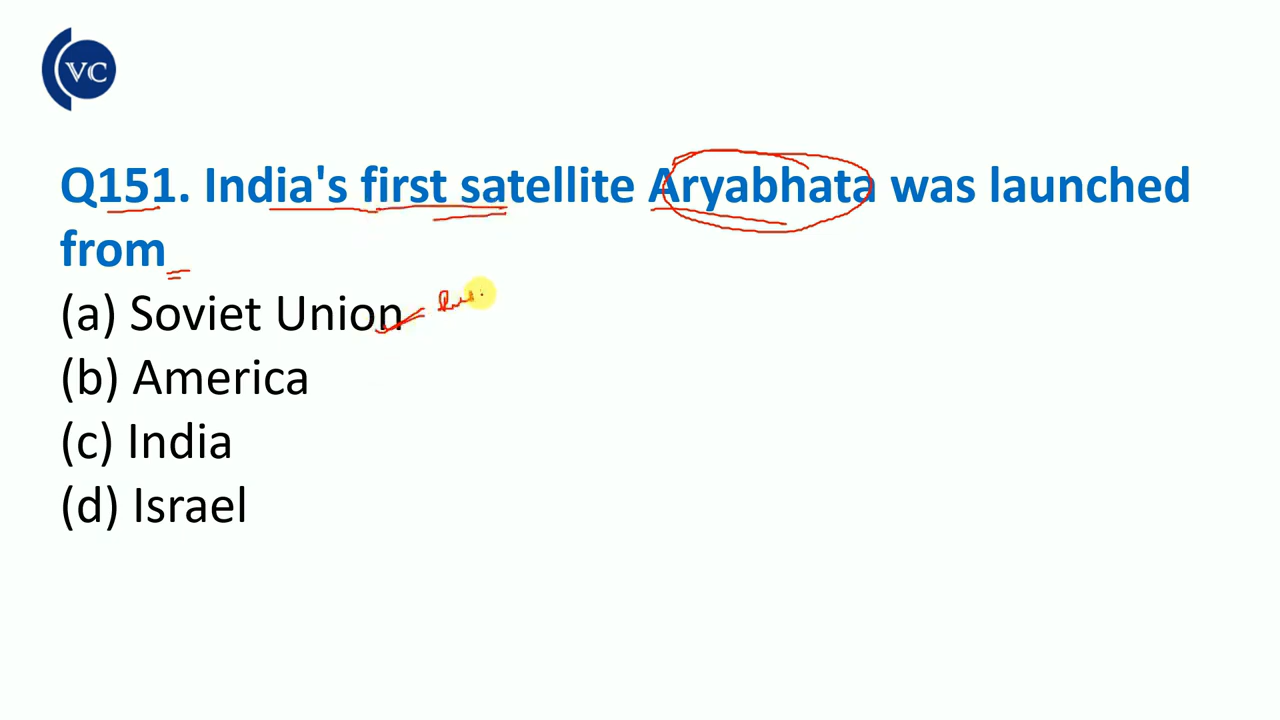 VC
Q151. India's first satellite Aryabhata was launched
from
(a) Soviet Union
(b) America
(c) India
(d) Israel